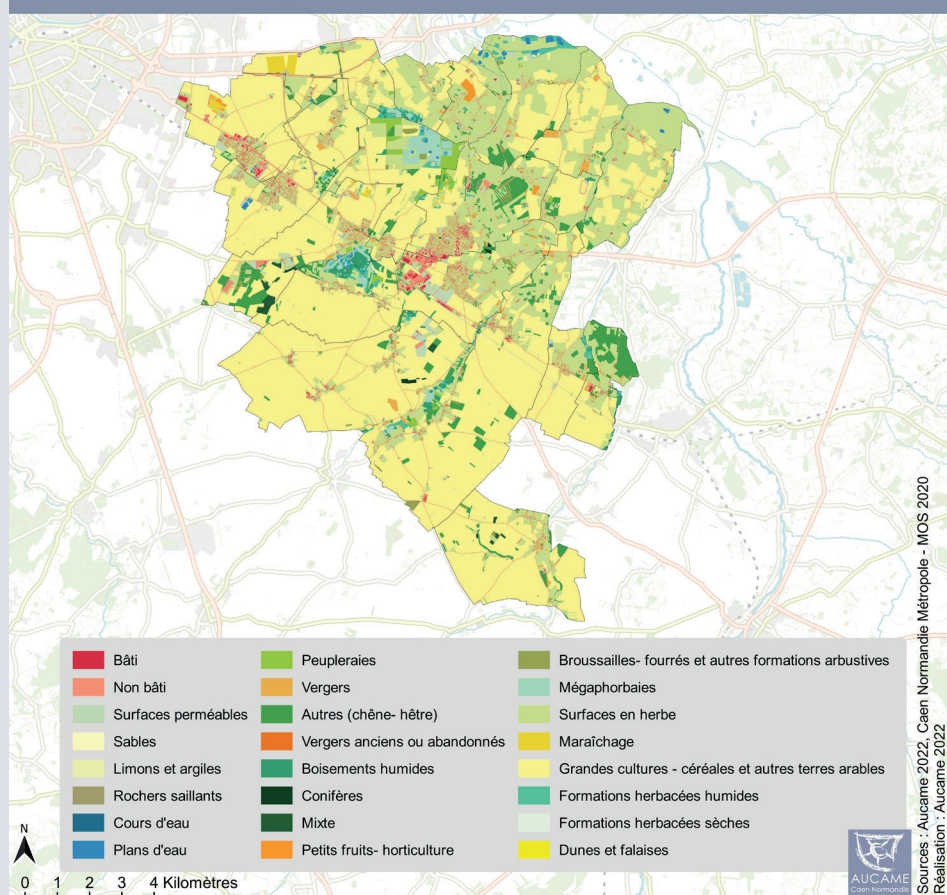 Bâti
Non bâti
Surfaces perméables
Sables
Limons et argiles
Rochers saillants
Cours d'eau
Plans d'eau
Peupleraies
Vergers
Autres (chêne- hêtre)
Vergers anciens ou abandonnés
Boisements humides
Conifères
Mixte
Petits fruits- horticulture
Broussailles- fourrés et autres formations arbustives
Mégaphorbaies
Surfaces en herbe
Maraîchage
Grandes cultures - céréales et autres terres arables
Formations herbacées humides
Formations herbacées sèches
Dunes et falaises
N
0 1 2 3 4 Kilomètres
AUCAME
Caen Normandie
Sources : Aucame 2022, Caen Normandie Métropole - MOS 2020
Réalisation : Aucame 2022